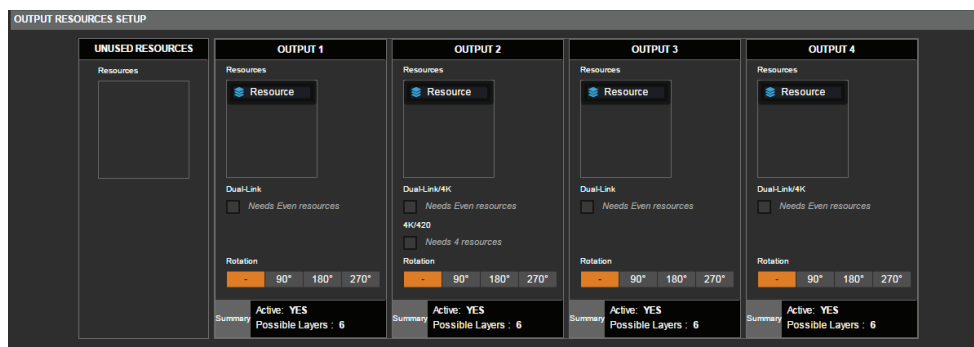 OUTPUT RESOURCES SETUP
UNUSED RESOURCES
Resources
OUTPUT 1
Resources
Resource
Dual-Link
Needs Even resources
Rotation
- 90° 180° 270°
Summary
Active: YES
Possible Layers : 6
OUTPUT 2
Resources
Resource
Dual-Link/4K
Needs Even resources
4K/420
Needs 4 resources
Rotation
- 90° 180° 270°
Summary
Active: YES
Possible Layers : 6
OUTPUT 3
Resources
Resource
Dual-Link
Needs Even resources
Rotation
- 90° 180° 270°
Summary
Active: YES
Possible Layers : 6
OUTPUT 4
Resources
Resource
Dual-Link/4K
Needs Even resources
Rotation
- 90° 180° 270°
Summary
Active: YES
Possible Layers : 6